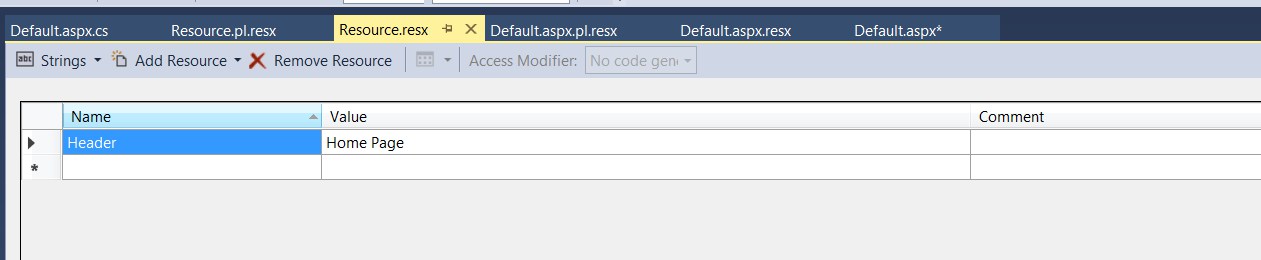 Default.aspx.cs Resource.pl.resx Resource.resx Default.aspx.pl.resx Default.aspx.resx Default.aspx*
abc Strings Add Resource Remove Resource Access Modifier: No code gen
Name Value Comment
Header Home Page
*